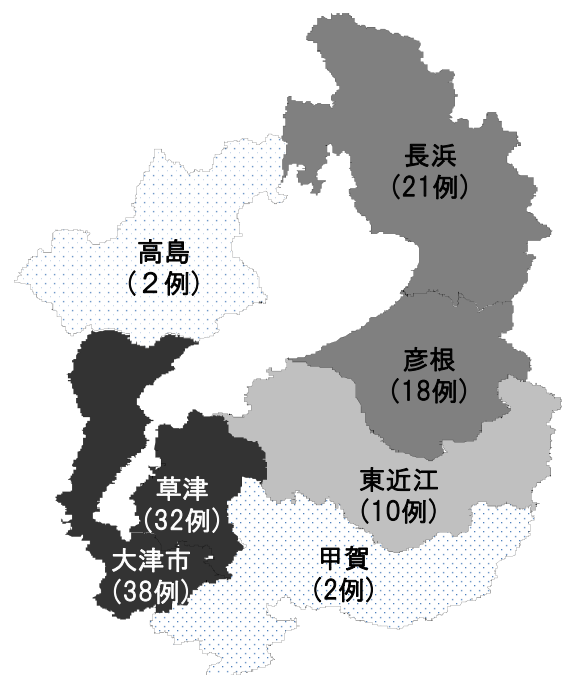 長浜
(21例)
高島
(２例)
彦根
(18例)
東近江
(10例)
草津
(32例)
大津市
(38例)
甲賀
(2例)